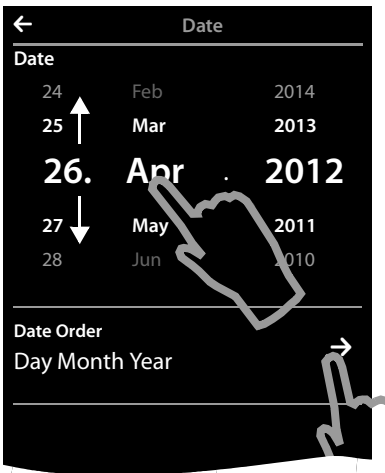 Date
Date
24 Feb 2014
25 Mar 2013
26. Apr . 2012
27 May 2011
28 Jun 2010
Date Order
Day Month Year